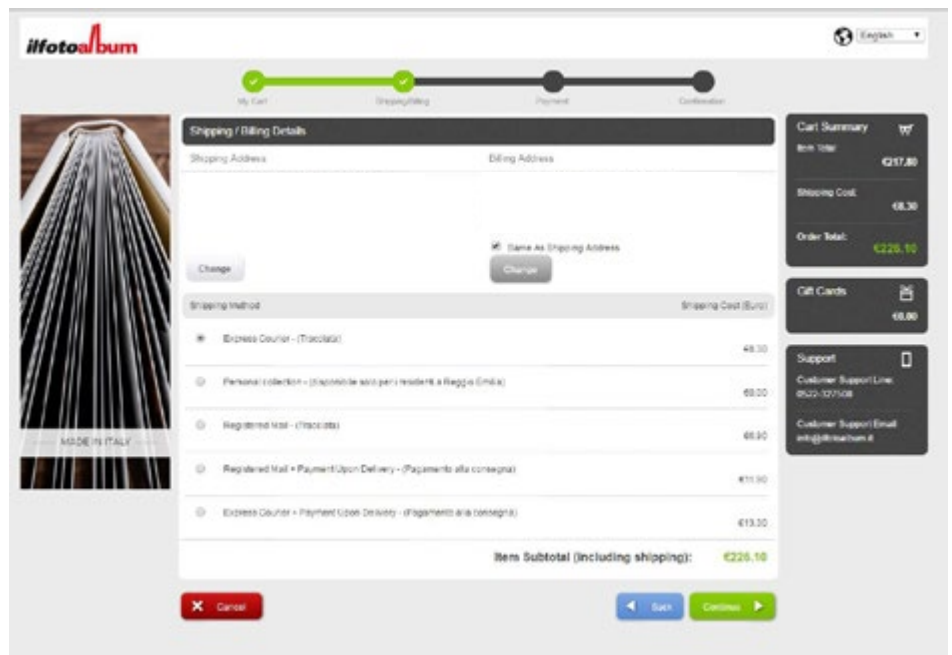 ilfotoalbum
English
My Cart
Shipping/Billing
Payment
Confirmation
Shipping / Billing Details
Shipping Address
Billing Address
Same As Shipping Address
Change
Change
Shipping Method
Shipping Cost (Euro)
Express Courier - (Tracciata)
€8.30
Personal collection - (disponibile solo per i residenti a Reggio Emilia)
€0.00
Registered Mail - (Tracciata)
€6.90
Registered Mail + Payment Upon Delivery - (Pagamento alla consegna)
€11.90
Express Courier + Payment Upon Delivery - (Pagamento alla consegna)
€13.30
Item Subtotal (including shipping):
€226.10
Cancel
Back
Continue
MADE IN ITALY
Cart Summary
Item Total
€217.80
Shipping Cost:
€8.30
Order Total:
€226.10
Gift Cards
€0.00
Support
Customer Support Line:
0522-327508
Customer Support Email
info@ilfotoalbum.it